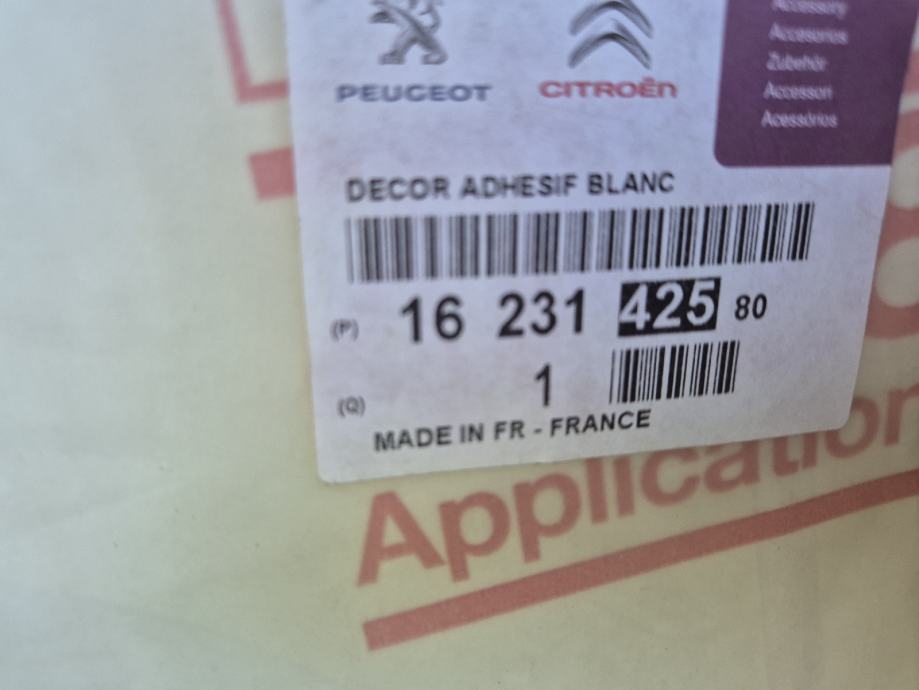 PEUGEOT
CITROËN
Accessory
Accesorios
Zubehör
Accessori
Acessórios
DECOR ADHESIF BLANC
(P) 16 231 425 80
(Q) 1
MADE IN FR - FRANCE
Application